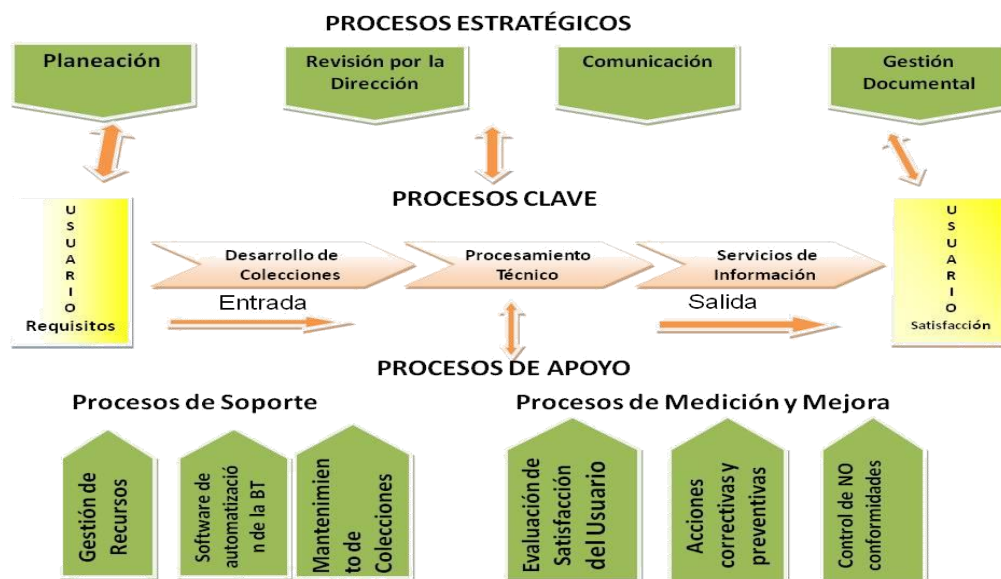 PROCESOS ESTRATÉGICOS
Planeación
Revisión por la
Dirección
Comunicación
Gestión
Documental
PROCESOS CLAVE
USUARIO
Requisitos
Desarrollo de
Colecciones
Procesamiento
Técnico
Servicios de
Información
USUARIO
Satisfacción
Entrada
Salida
PROCESOS DE APOYO
Procesos de Soporte
Procesos de Medición y Mejora
Gestión de
Recursos
Software de
automatizació
n de la BT
Mantenimien
to de
Colecciones
Evaluación de
Satisfacción
del Usuario
Acciones
correctivas y
preventivas
Control de NO
conformidades